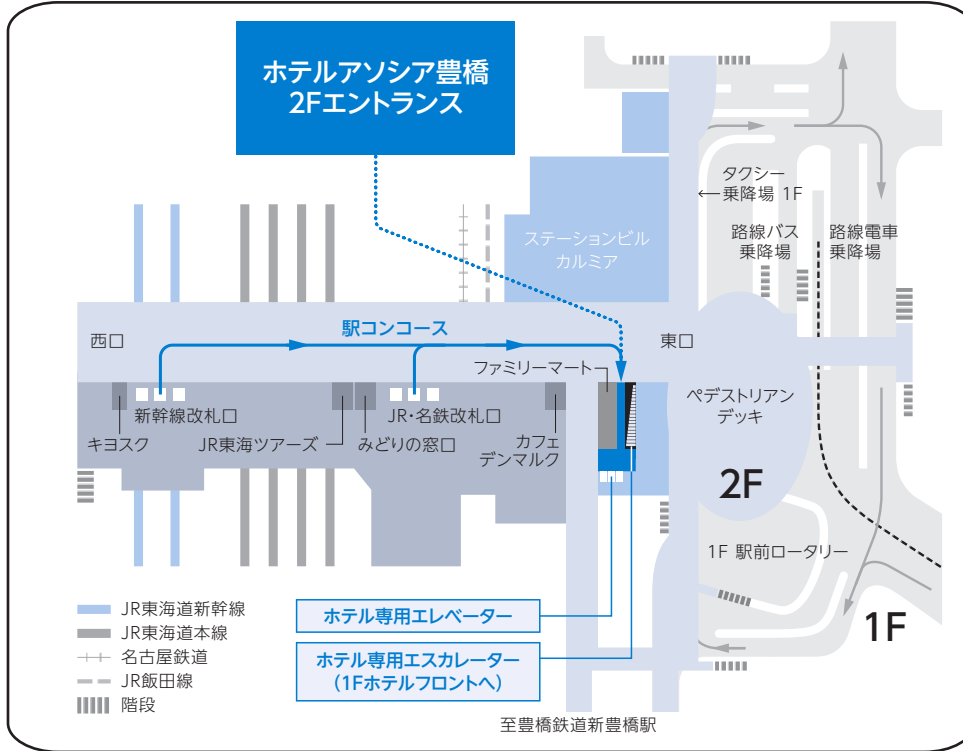 ホテルアソシア豊橋
2Fエントランス
タクシー
乗降場 1F
路線バス
乗降場
路線電車
乗降場
ステーションビル
カルミア
西口
駅コンコース
東口
ファミリーマート
ペデストリアン
デッキ
新幹線改札口
JR・名鉄改札口
キヨスク
JR東海ツアーズ
みどりの窓口
カフェ
デンマルク
2F
1F 駅前ロータリー
1F
JR東海道新幹線
JR東海道本線
名古屋鉄道
JR飯田線
階段
ホテル専用エレベーター
ホテル専用エスカレーター
（1Fホテルフロントへ）
至豊橋鉄道新豊橋駅